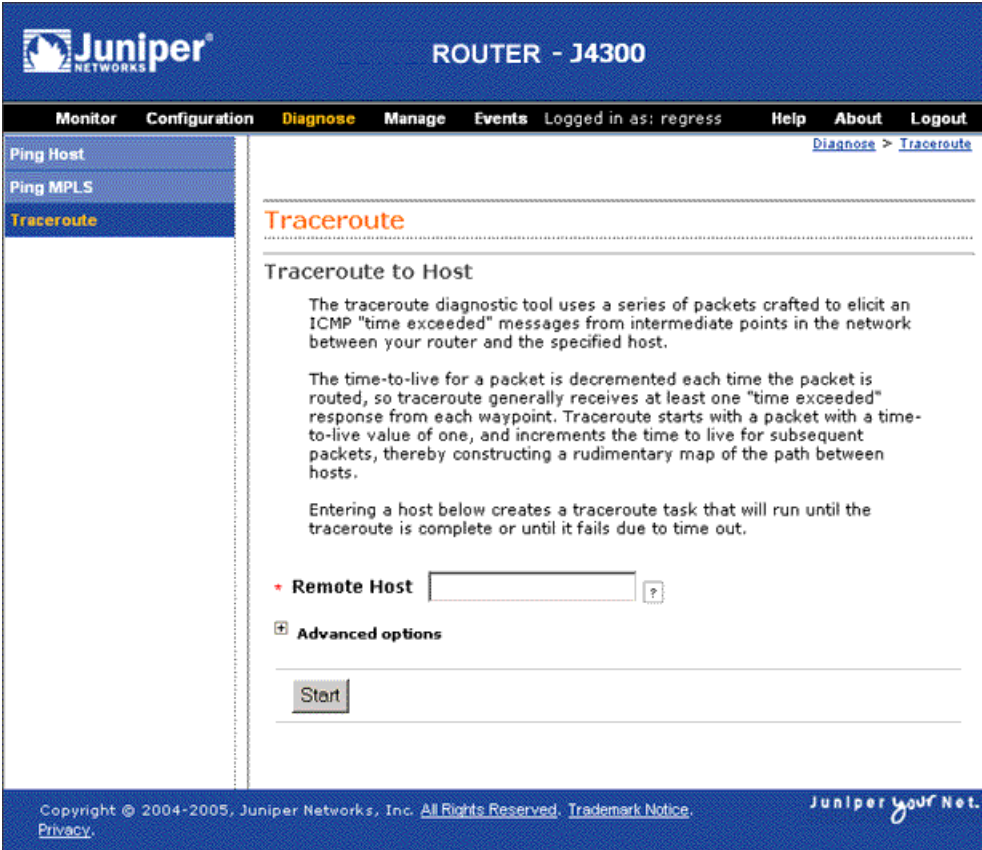 Juniper®
NETWORKS
ROUTER - J4300
Monitor Configuration Diagnose Manage Events Logged in as: regress Help About Logout
Diagnose > Traceroute
Ping Host
Ping MPLS
Traceroute
Traceroute
Traceroute to Host
The traceroute diagnostic tool uses a series of packets crafted to elicit an
ICMP "time exceeded" messages from intermediate points in the network
between your router and the specified host.
The time-to-live for a packet is decremented each time the packet is
routed, so traceroute generally receives at least one "time exceeded"
response from each waypoint. Traceroute starts with a packet with a time-
to-live value of one, and increments the time to live for subsequent
packets, thereby constructing a rudimentary map of the path between
hosts.
Entering a host below creates a traceroute task that will run until the
traceroute is complete or until it fails due to time out.
* Remote Host ?
+ Advanced options
Start
Copyright © 2004-2005, Juniper Networks, Inc. All Rights Reserved. Trademark Notice.
Privacy.
Juniper your Net.